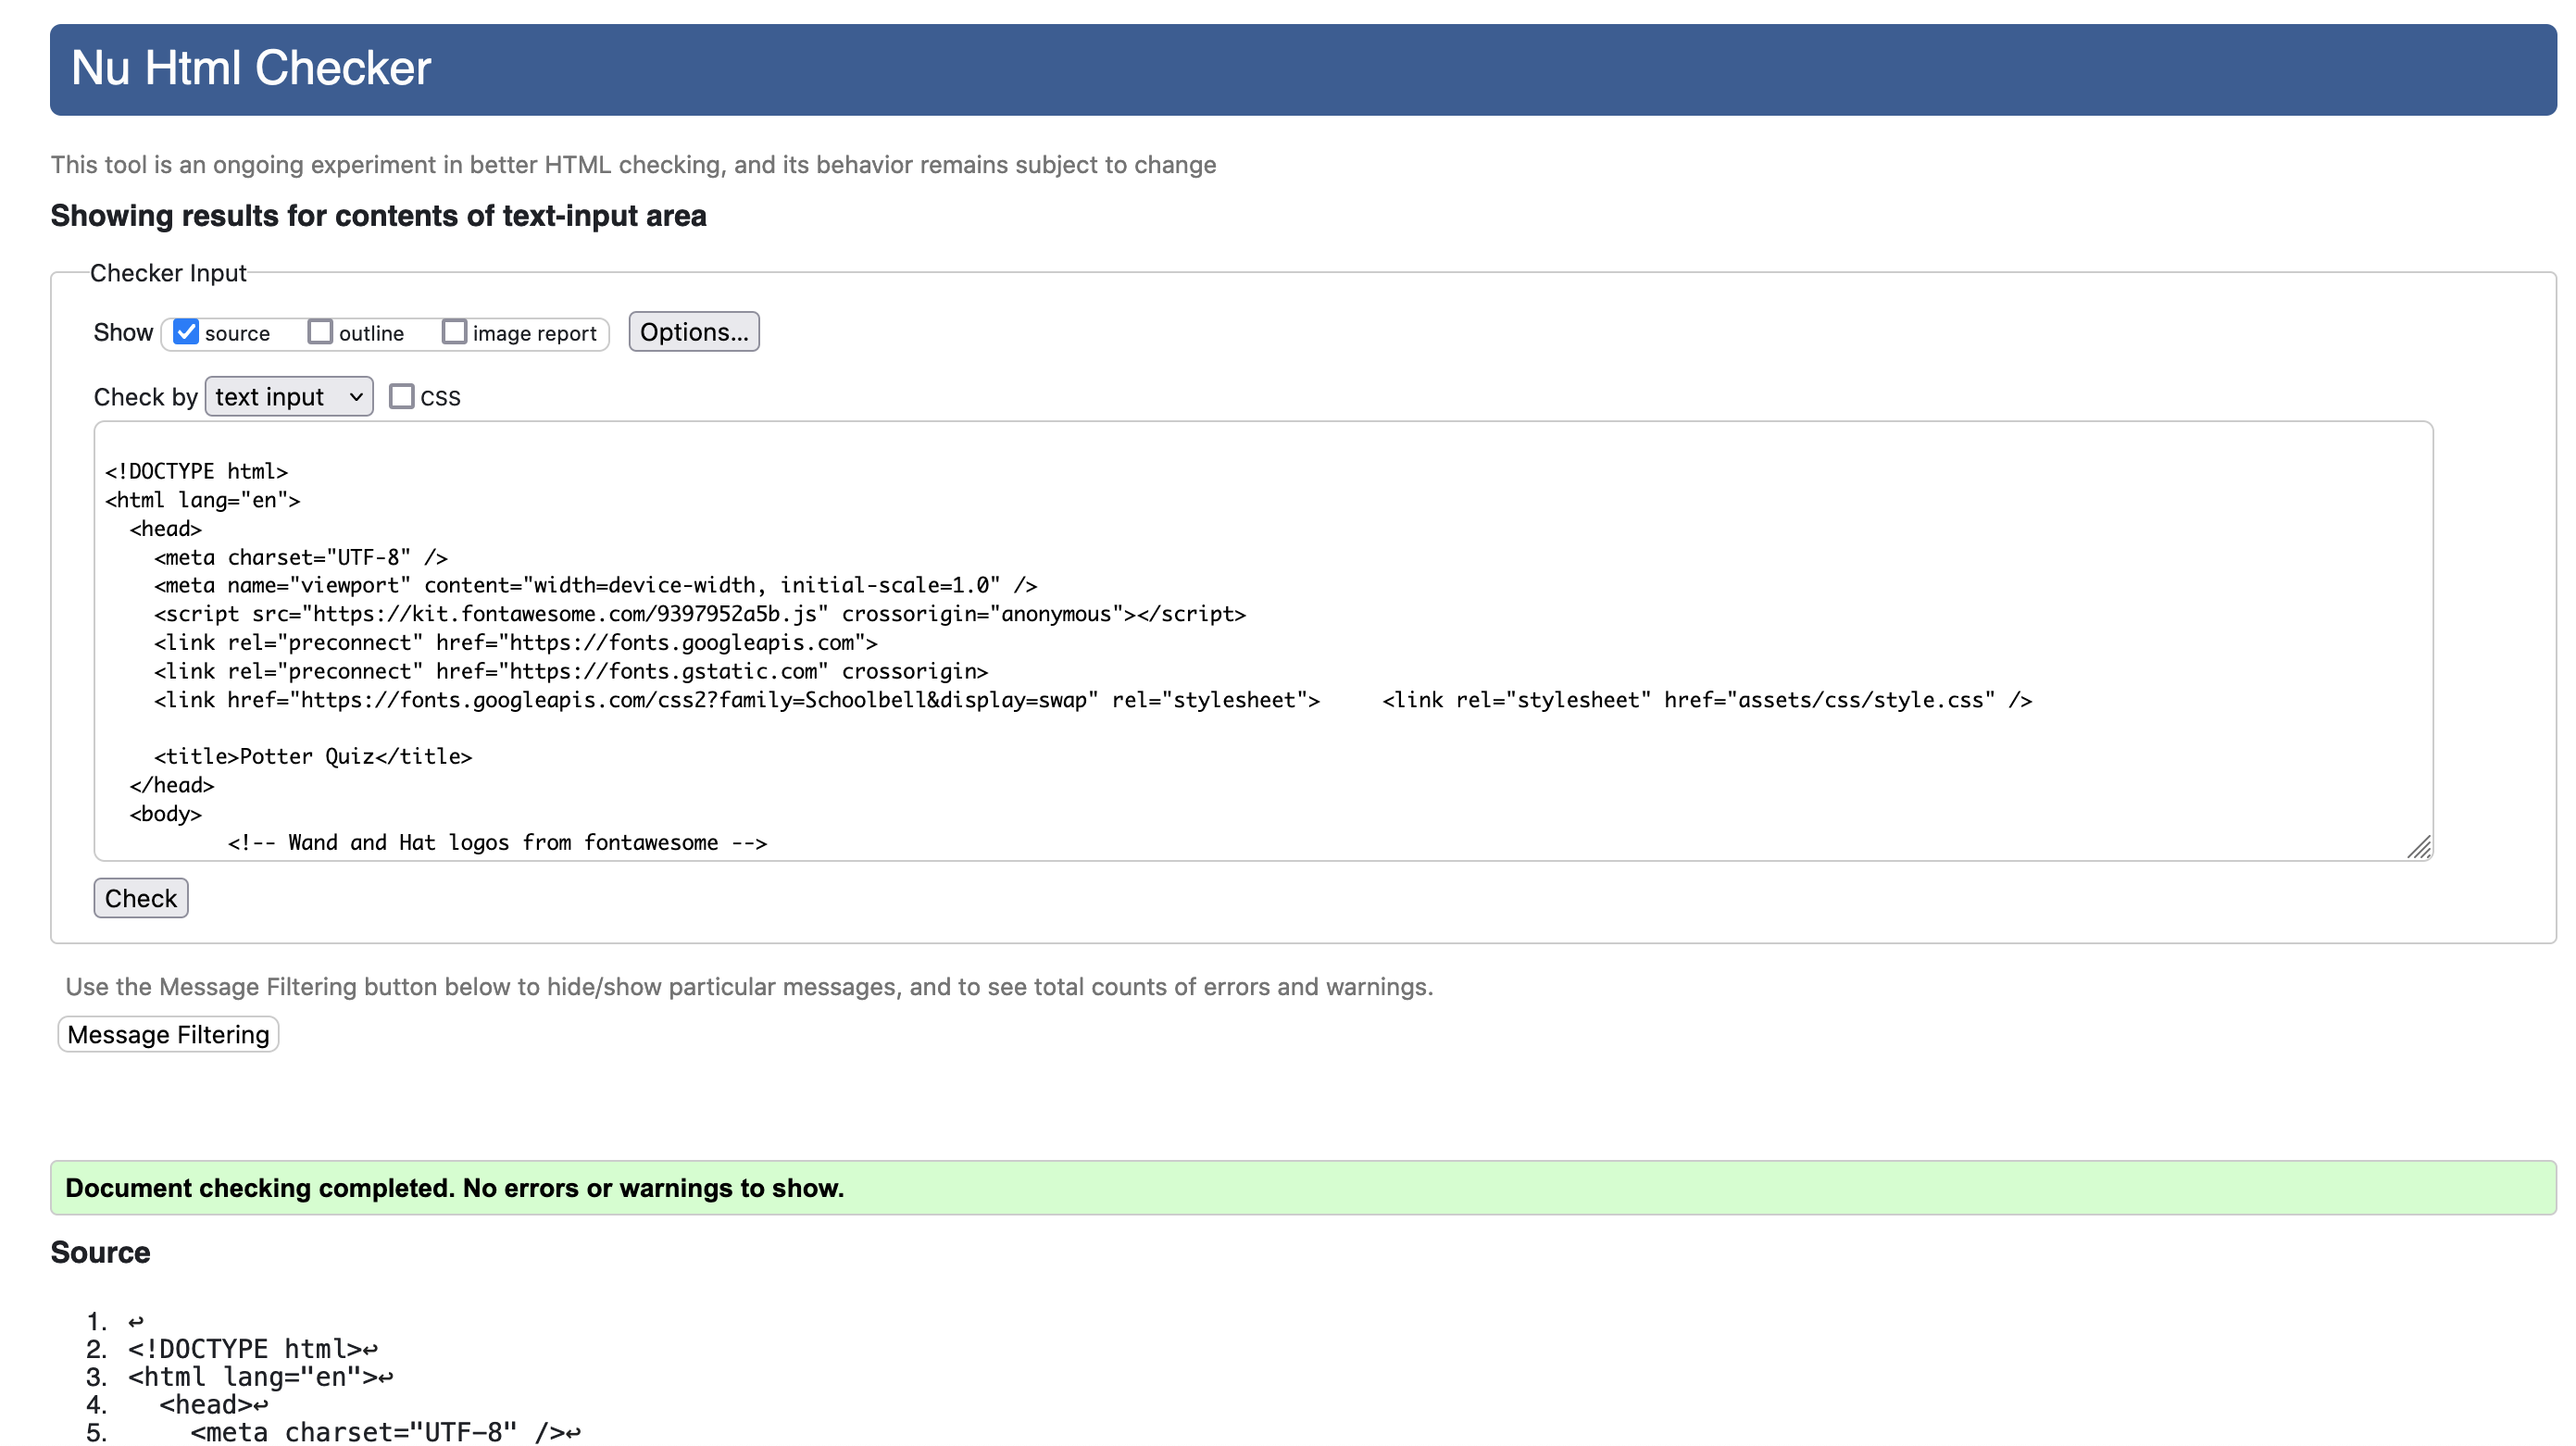 Nu Html Checker
This tool is an ongoing experiment in better HTML checking, and its behavior remains subject to change
Showing results for contents of text-input area
Checker Input
Show source outline image report Options...
Check by text input CSS
<!DOCTYPE html>
<html lang="en">
  <head>
    <meta charset="UTF-8" />
    <meta name="viewport" content="width=device-width, initial-scale=1.0" />
    <script src="https://kit.fontawesome.com/9397952a5b.js" crossorigin="anonymous"></script>
    <link rel="preconnect" href="https://fonts.googleapis.com">
    <link rel="preconnect" href="https://fonts.gstatic.com" crossorigin>
    <link href="https://fonts.googleapis.com/css2?family=Schoolbell&display=swap" rel="stylesheet">     <link rel="stylesheet" href="assets/css/style.css" />
    <title>Potter Quiz</title>
  </head>
  <body>
          <!-- Wand and Hat logos from fontawesome -->
Check
Use the Message Filtering button below to hide/show particular messages, and to see total counts of errors and warnings.
Message Filtering
Document checking completed. No errors or warnings to show.
Source
1. ↩
2. <!DOCTYPE html>↩
3. <html lang="en">↩
4.   <head>↩
5.     <meta charset="UTF-8" />↩